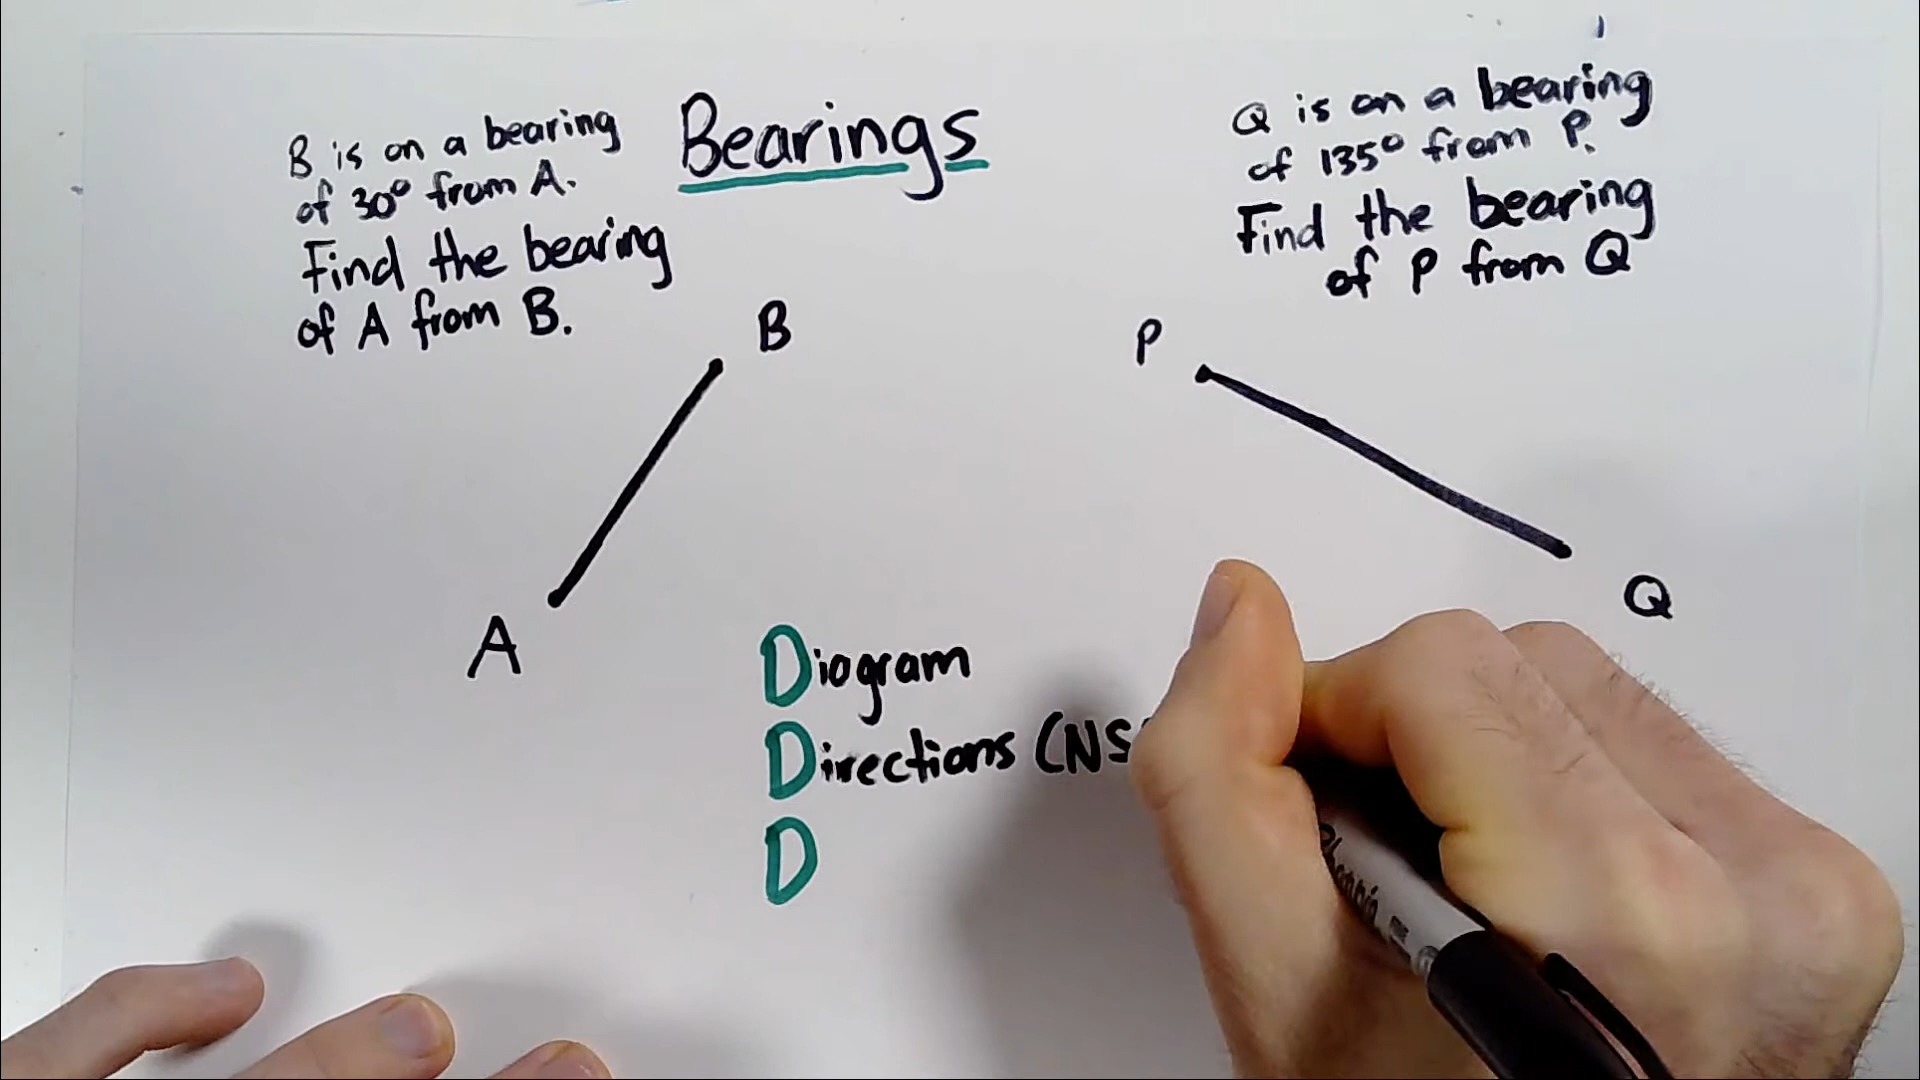 Bearings
B is on a bearing
of 30° from A.
Find the bearing
of A from B.
Q is on a bearing
of 135° from P.
Find the bearing
of P from Q
B
A
P
Q
Diagram
Directions (NS
D